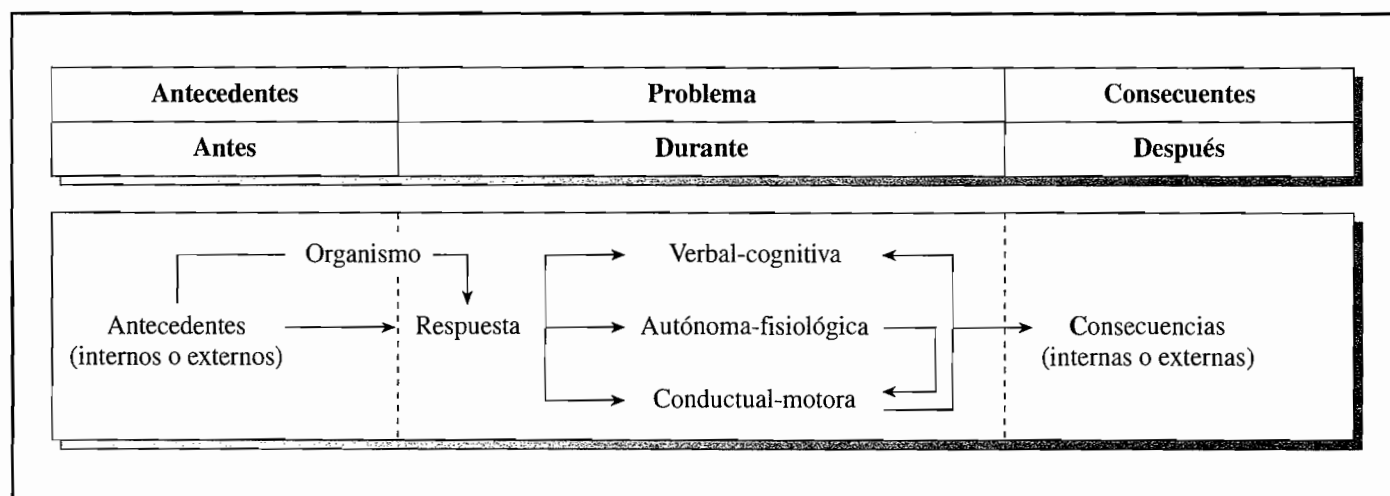 Antecedentes Problema Consecuentes
Antes Durante Después
Organismo Verbal-cognitiva
Antecedentes Respuesta Autónoma-fisiológica Consecuencias
(internos o externos) (internas o externas)
Conductual-motora